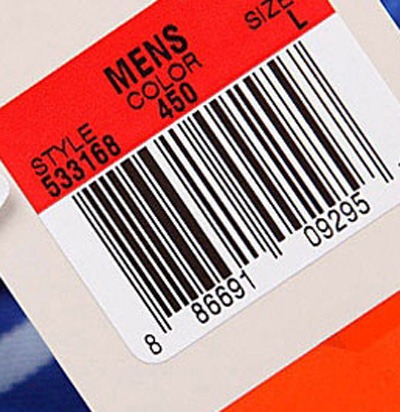 MENS
STYLE COLOR SIZE
533168 450 L
8 86691 09295